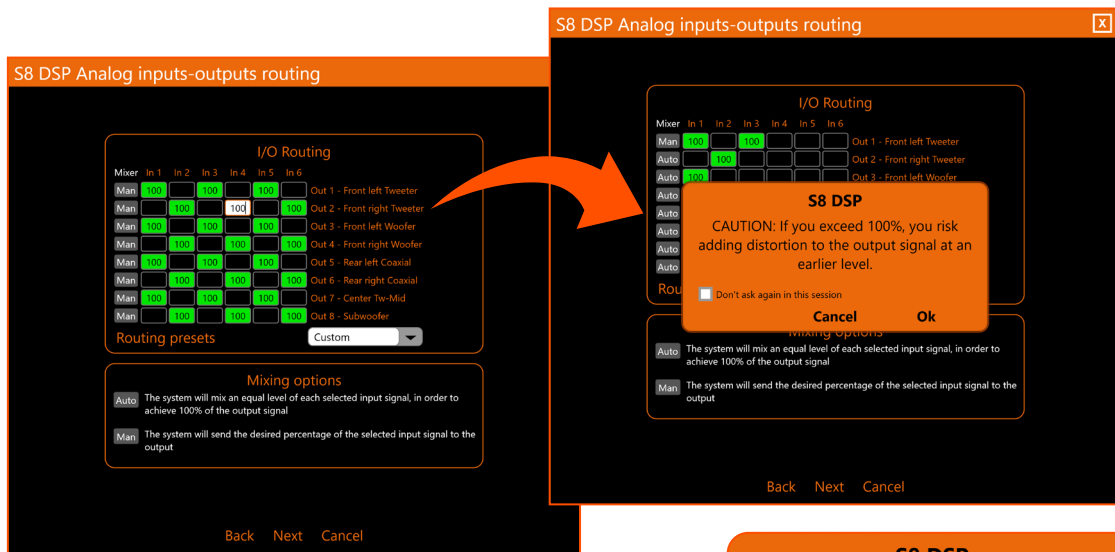 S8 DSP Analog inputs-outputs routing
I/O Routing
Mixer In 1 In 2 In 3 In 4 In 5 In 6
Man 100 100 100 Out 1 - Front left Tweeter
Man 100 100 100 Out 2 - Front right Tweeter
Man 100 100 100 Out 3 - Front left Woofer
Man 100 100 100 Out 4 - Front right Woofer
Man 100 100 100 Out 5 - Rear left Coaxial
Man 100 100 100 Out 6 - Rear right Coaxial
Man 100 100 100 Out 7 - Center Tw-Mid
Man 100 100 100 Out 8 - Subwoofer
Routing presets Custom
Mixing options
Auto The system will mix an equal level of each selected input signal, in order to
achieve 100% of the output signal
Man The system will send the desired percentage of the selected input signal to the
output
Back Next Cancel
S8 DSP Analog inputs-outputs routing X
I/O Routing
Mixer In 1 In 2 In 3 In 4 In 5 In 6
Man 100 100 Out 1 - Front left Tweeter
Auto 100 Out 2 - Front right Tweeter
Auto 100 Out 3 - Front left Woofer
Auto
Auto
Auto
Auto
Auto
Rou
S8 DSP
CAUTION: If you exceed 100%, you risk
adding distortion to the output signal at an
earlier level.
Don't ask again in this session
Cancel Ok
Mixing options
Auto The system will mix an equal level of each selected input signal, in order to
achieve 100% of the output signal
Man The system will send the desired percentage of the selected input signal to the
output
Back Next Cancel
S8 DSP